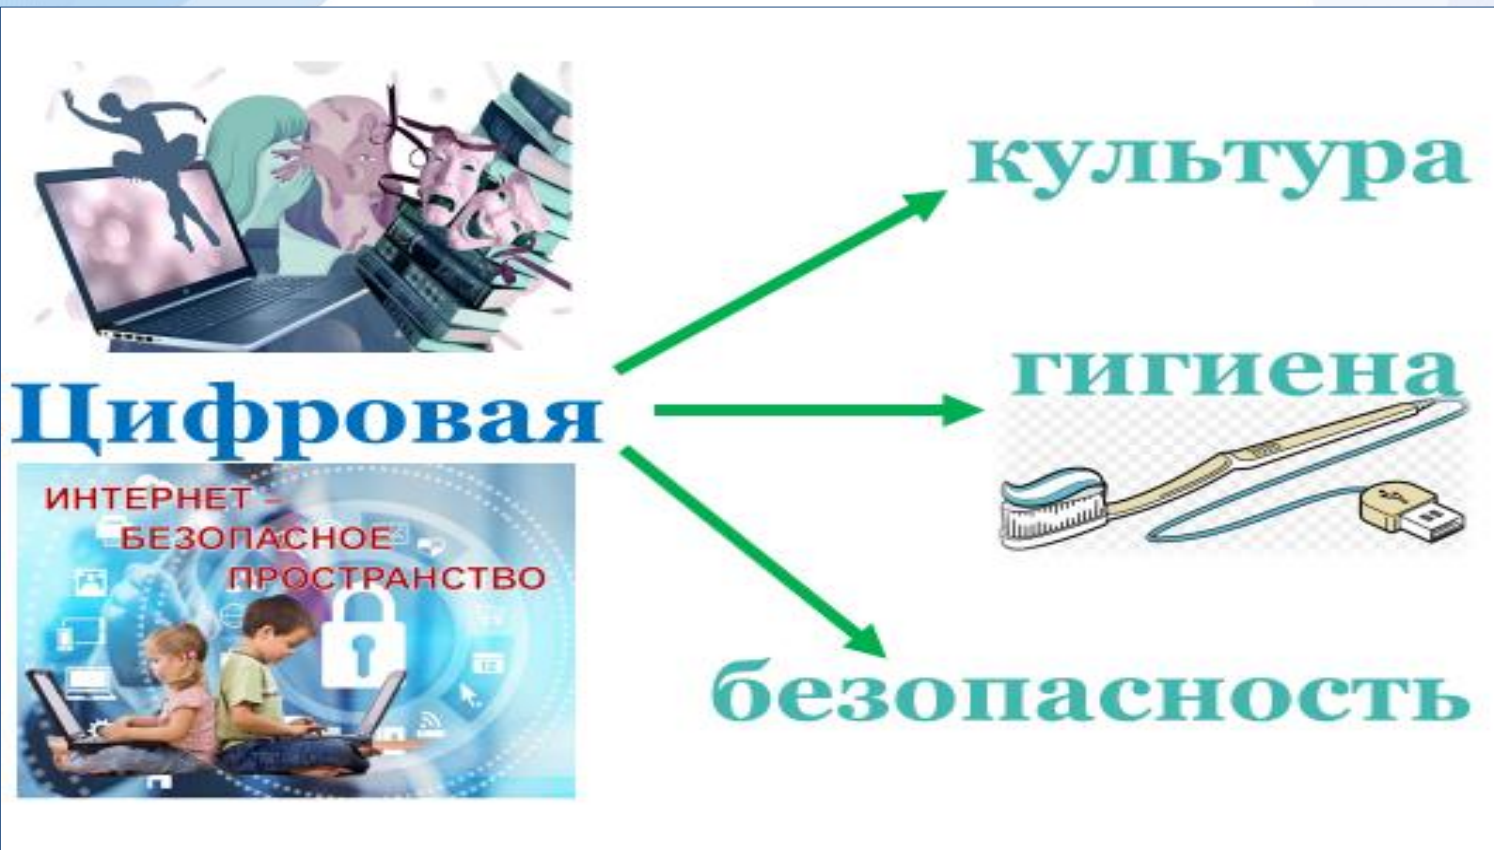 культура
гигиена
Цифровая
ИНТЕРНЕТ –
БЕЗОПАСНОЕ
ПРОСТРАНСТВО
безопасность